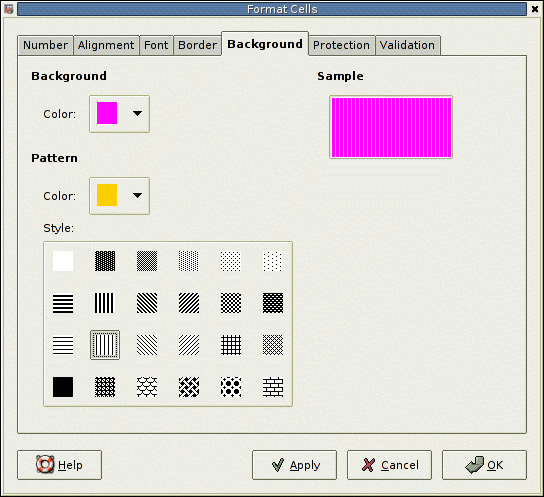 Format Cells
Number Alignment Font Border Background Protection Validation
Background
Sample
Color:
Pattern
Color:
Style:
Help Apply Cancel OK